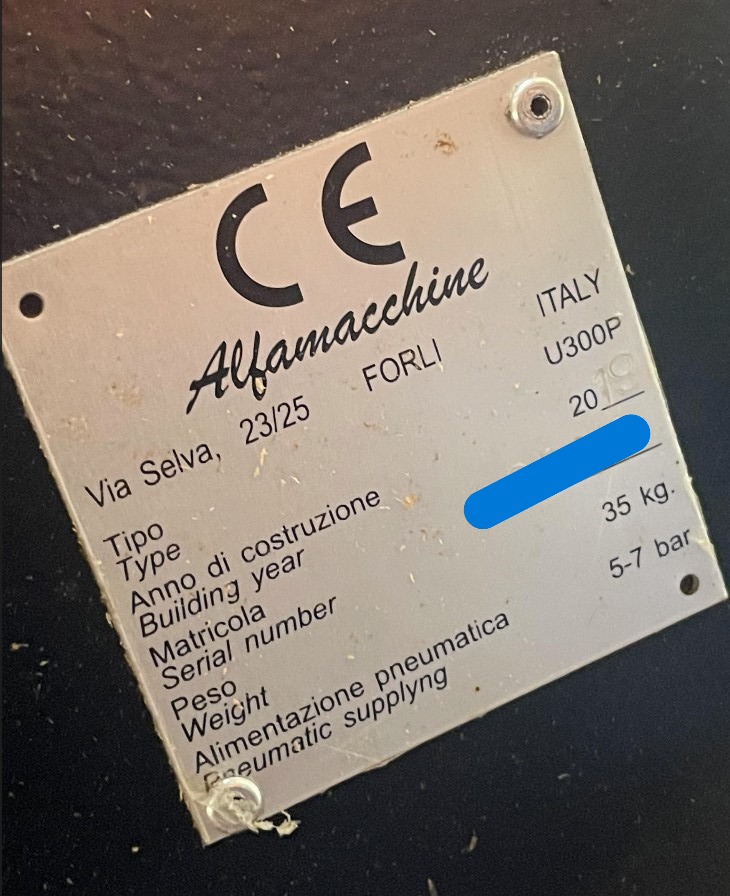 CE
Alfamacchine
Via Selva, 23/25 FORLI ITALY
Tipo
Type U300P
Anno di costruzione
Building year 20
Matricola
Serial number
Peso
Weight 35 kg.
Alimentazione pneumatica
Pneumatic supplyng 5-7 bar